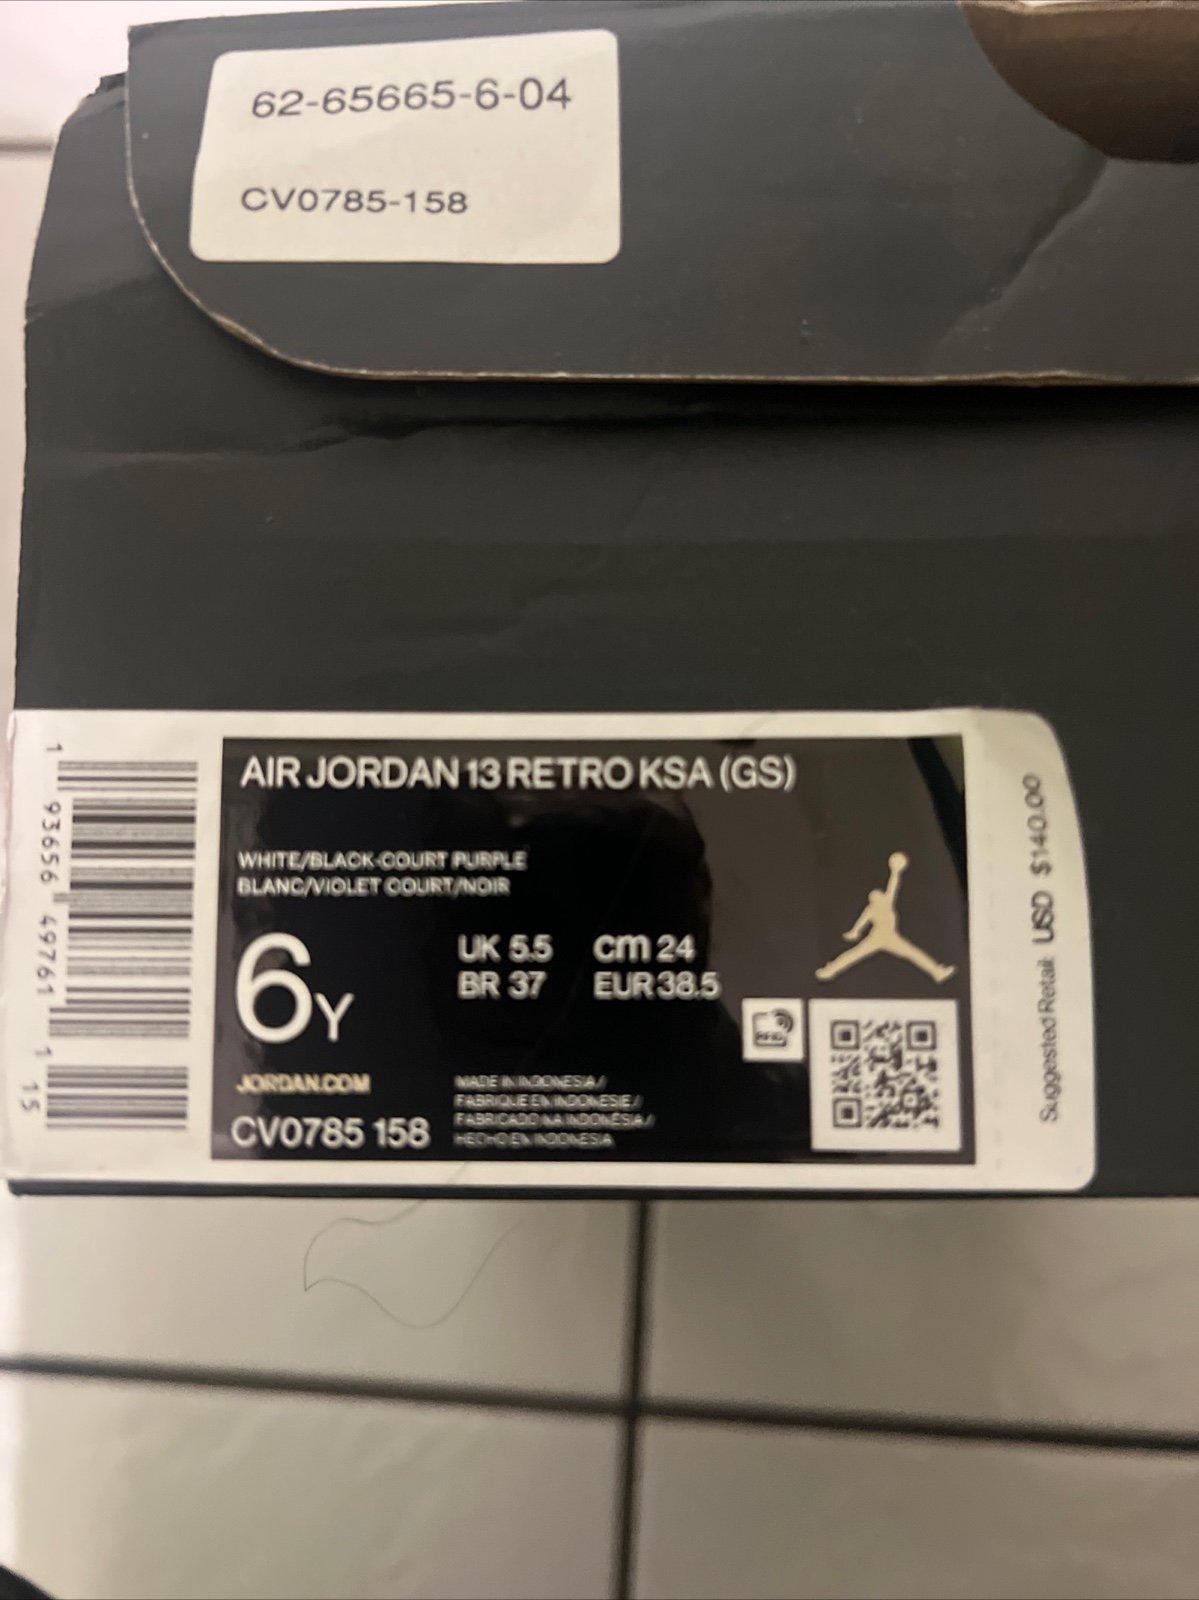 62-65665-6-04
CV0785-158
AIR JORDAN 13 RETRO KSA (GS)
WHITE/BLACK-COURT PURPLE
BLANC/VIOLET COURT/NOIR
6Y
UK 5.5 cm 24
BR 37 EUR 38.5
JORDAN.COM
CV0785 158
MADE IN INDONESIA/
FABRIQUE EN INDONESIE/
FABRICADO NA INDONÉSIA/
HECHO EN INDONESIA
1 93656 49761 1 15
Suggested Retail: USD $140.00